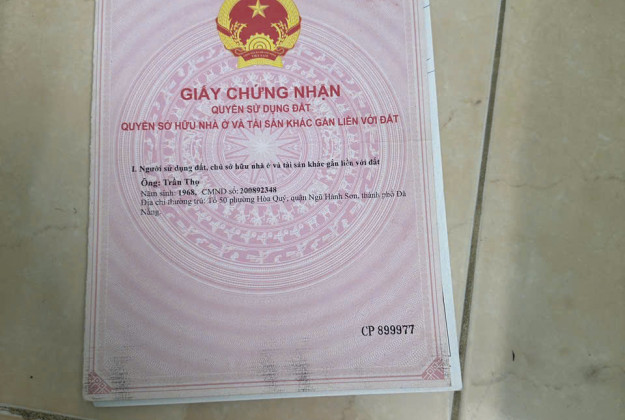 GIẤY CHỨNG NHẬN
QUYỀN SỬ DỤNG ĐẤT
QUYỀN SỞ HỮU NHÀ Ở VÀ TÀI SẢN KHÁC GẮN LIỀN VỚI ĐẤT
I. Người sử dụng đất, chủ sở hữu nhà ở và tài sản khác gắn liền với đất
Ông: Trần Thọ
Năm sinh: 1968, CMND số: 200892348
Địa chỉ thường trú: Tổ 50 phường Hòa Quý, quận Ngũ Hành Sơn, thành phố Đà
Nẵng.
CP 899977